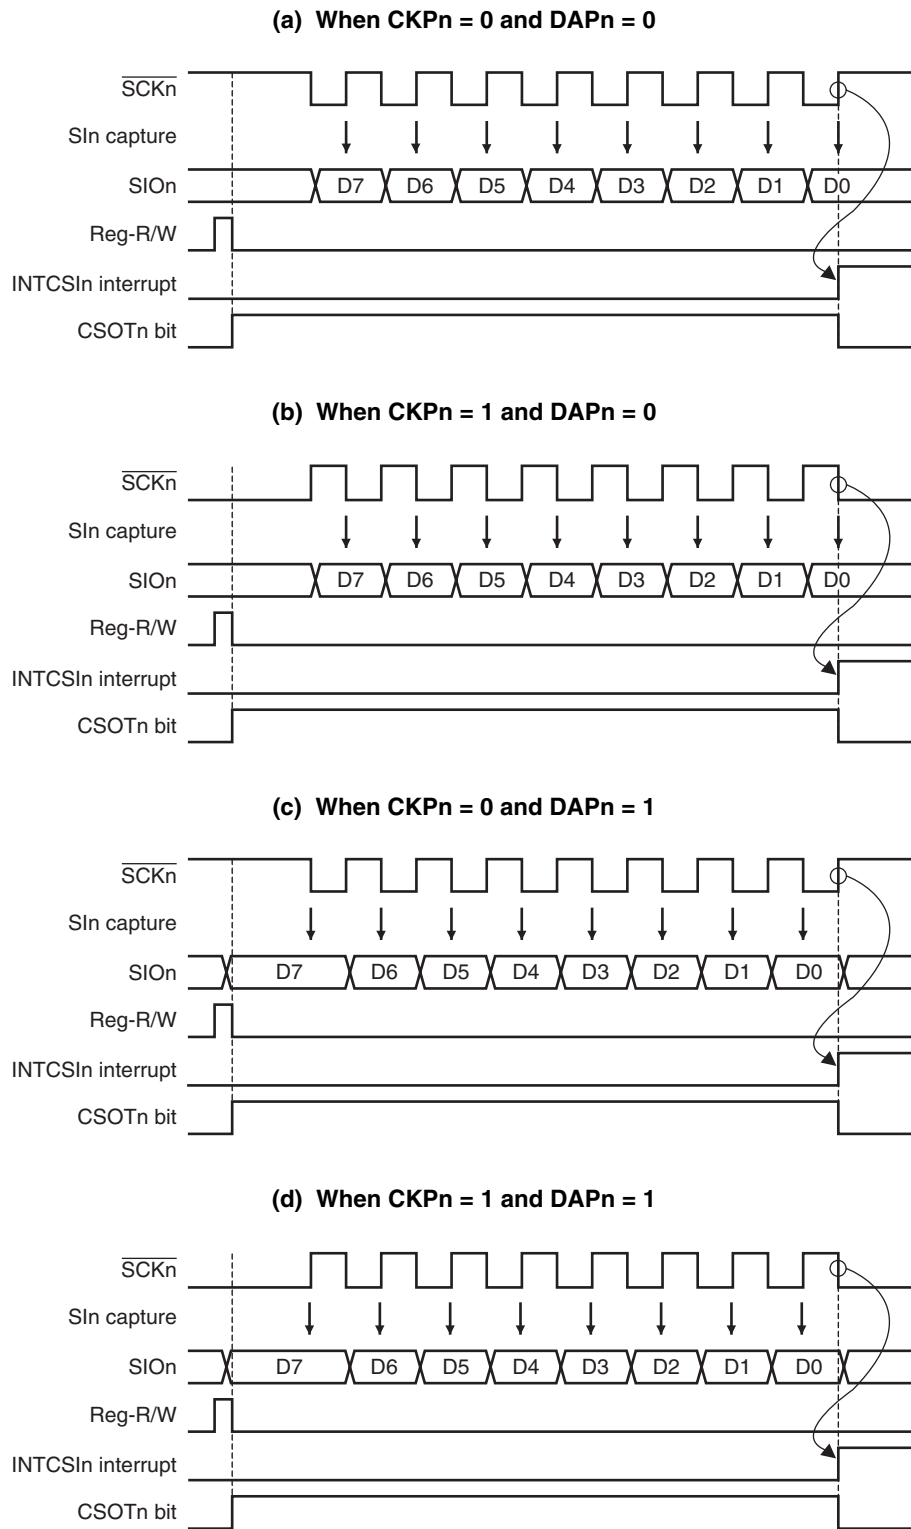 (a) When CKPn = 0 and DAPn = 0
SCKn
SIn capture
SIOn D7 D6 D5 D4 D3 D2 D1 D0
Reg-R/W
INTCSIn interrupt
CSOTn bit
(b) When CKPn = 1 and DAPn = 0
SCKn
SIn capture
SIOn D7 D6 D5 D4 D3 D2 D1 D0
Reg-R/W
INTCSIn interrupt
CSOTn bit
(c) When CKPn = 0 and DAPn = 1
SCKn
SIn capture
SIOn D7 D6 D5 D4 D3 D2 D1 D0
Reg-R/W
INTCSIn interrupt
CSOTn bit
(d) When CKPn = 1 and DAPn = 1
SCKn
SIn capture
SIOn D7 D6 D5 D4 D3 D2 D1 D0
Reg-R/W
INTCSIn interrupt
CSOTn bit